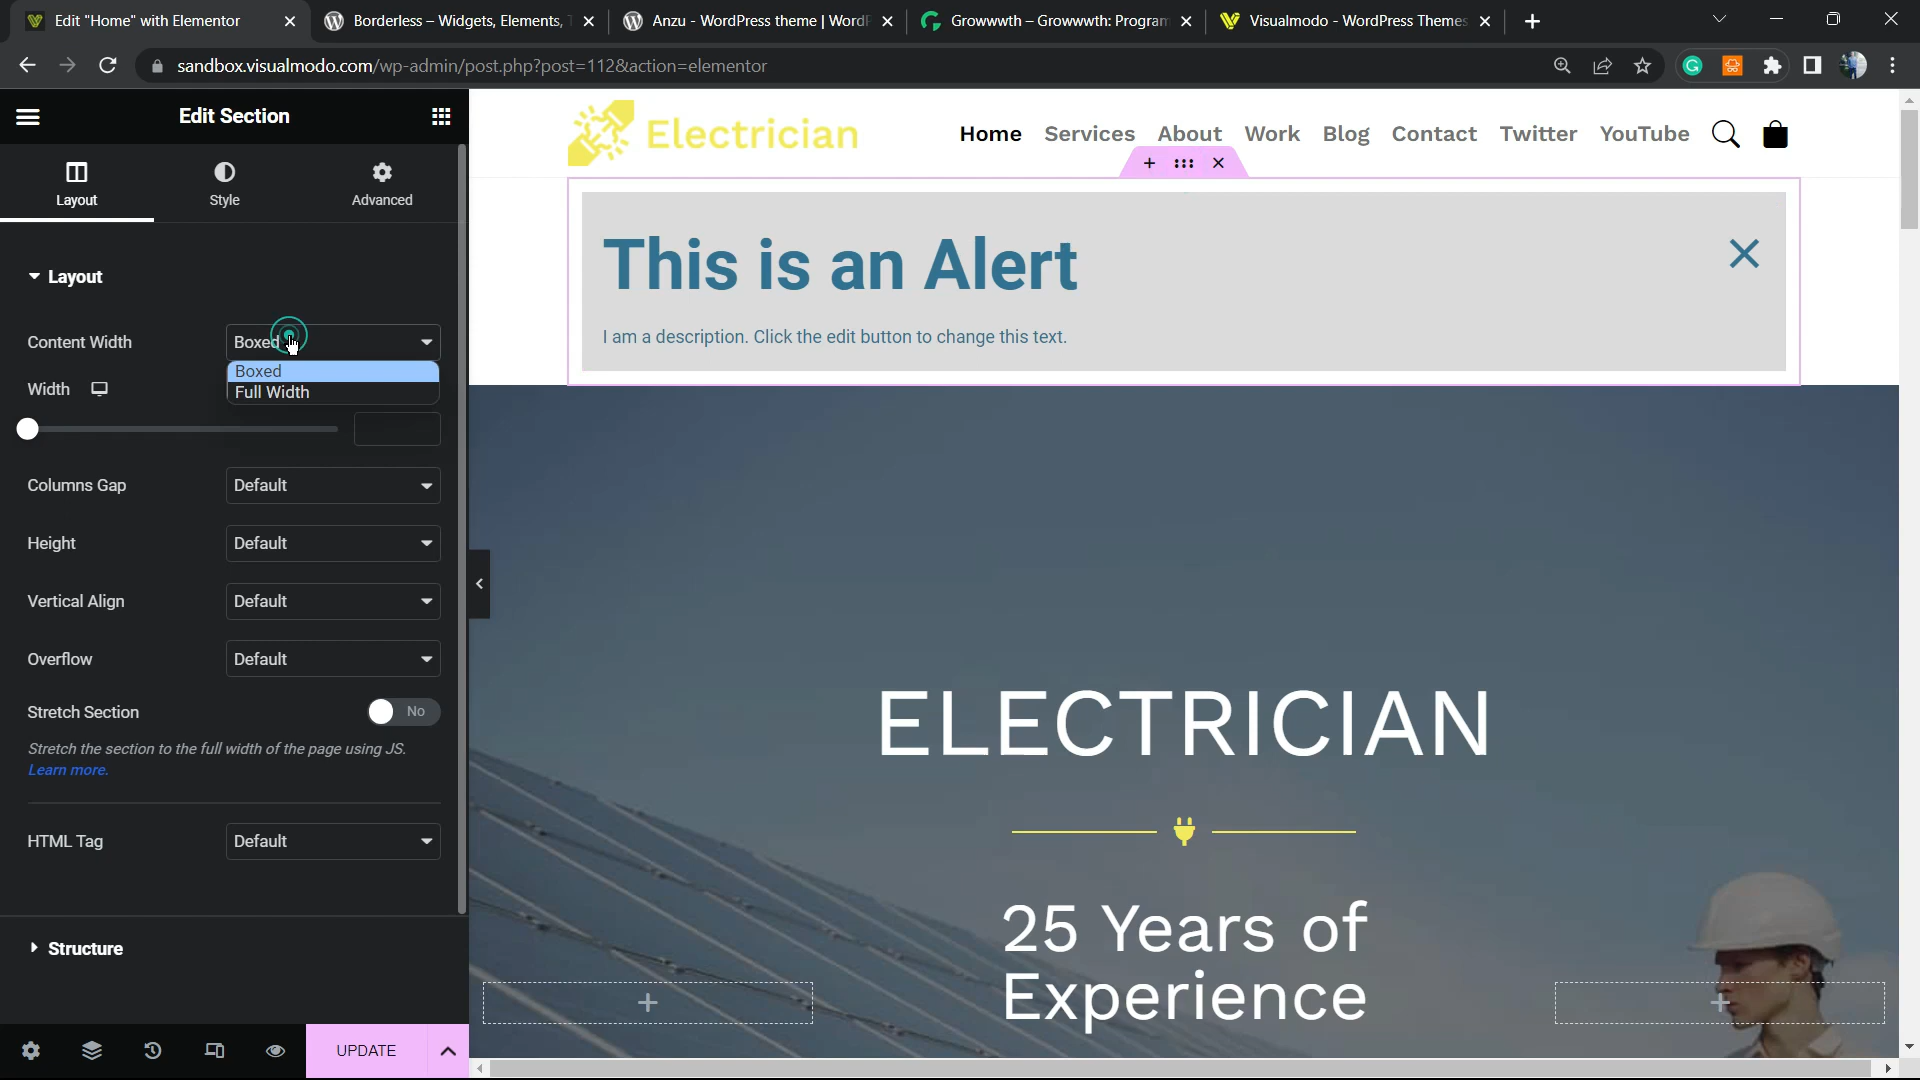 Edit "Home" with Elementor
Borderless – Widgets, Elements, T
Anzu - WordPress theme | WordP
Growwwth – Growwwth: Program
Visualmodo - WordPress Themes
sandbox.visualmodo.com/wp-admin/post.php?post=112&action=elementor
Edit Section
Layout
Style
Advanced
Layout
Content Width
Boxed
Boxed
Full Width
Width
Columns Gap
Default
Height
Default
Vertical Align
Default
Overflow
Default
Stretch Section
No
Stretch the section to the full width of the page using JS.
Learn more.
HTML Tag
Default
Structure
UPDATE
Electrician
Home Services About Work Blog Contact Twitter YouTube
This is an Alert
I am a description. Click the edit button to change this text.
ELECTRICIAN
25 Years of
Experience